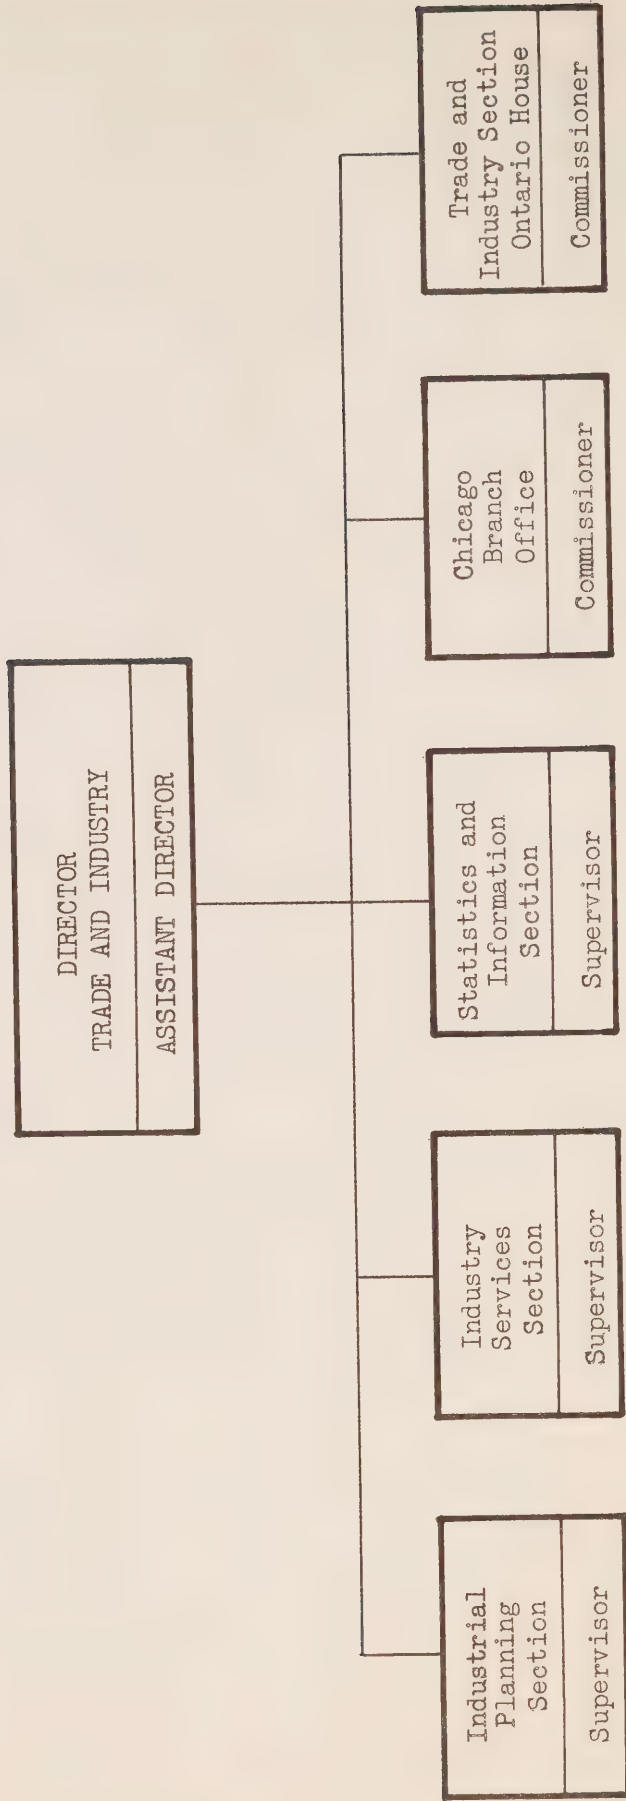 DIRECTOR
TRADE AND INDUSTRY
ASSISTANT DIRECTOR
Industrial
Planning
Section
Supervisor
Industry
Services
Section
Supervisor
Statistics and
Information
Section
Supervisor
Chicago
Branch
Office
Commissioner
Trade and
Industry Section
Ontario House
Commissioner